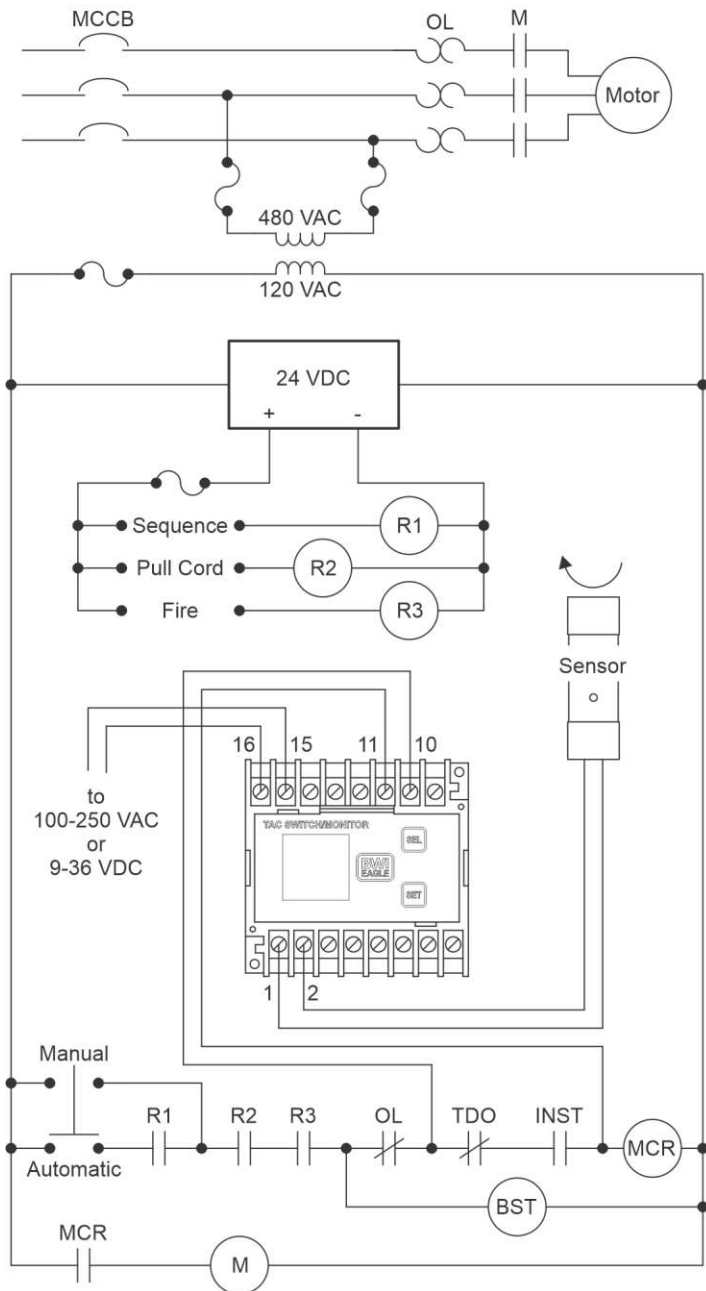 MCCB
OL
M
Motor
480 VAC
120 VAC
24 VDC
+ -
Sequence
R1
Pull Cord
R2
Fire
R3
Sensor
16 15 11 10
to
100-250 VAC
or
9-36 VDC
TAC SWITCH/MONITOR
SEL
BWI
EAGLE
SET
1 2
Manual
R1 R2 R3 OL TDO INST
MCR
Automatic
BST
MCR
M